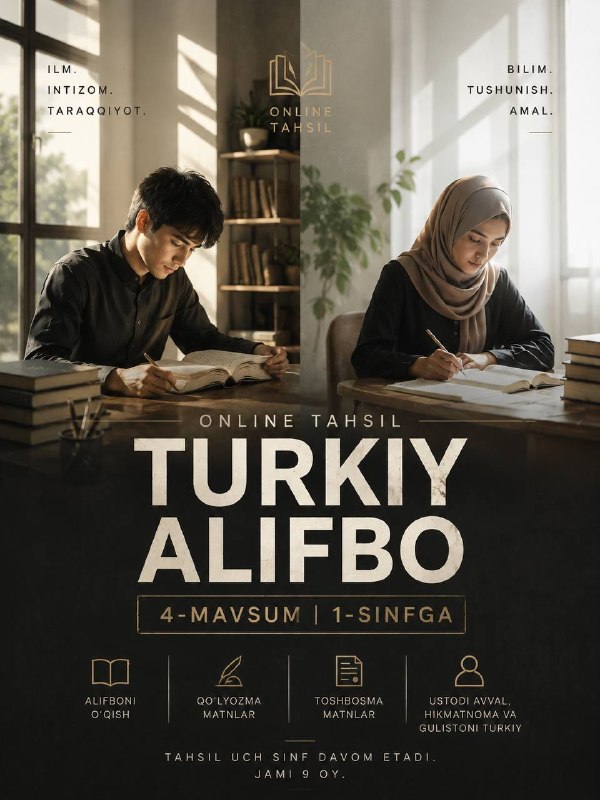 ILM.
INTIZOM.
TARAQQIYOT.
ONLINE
TAHSIL
BILIM.
TUSHUNISH.
AMAL.
ONLINE TAHSIL
TURKIY
ALIFBO
4-MAVSUM | 1-SINFGA
ALIFBONI
O'QISH
QO'LYOZMA
MATNLAR
TOSHBOSMA
MATNLAR
USTODI AVVAL,
HIKMATNOMA VA
GULISTONI TURKIY
TAHSIL UCH SINF DAVOM ETADI.
JAMI 9 OY.